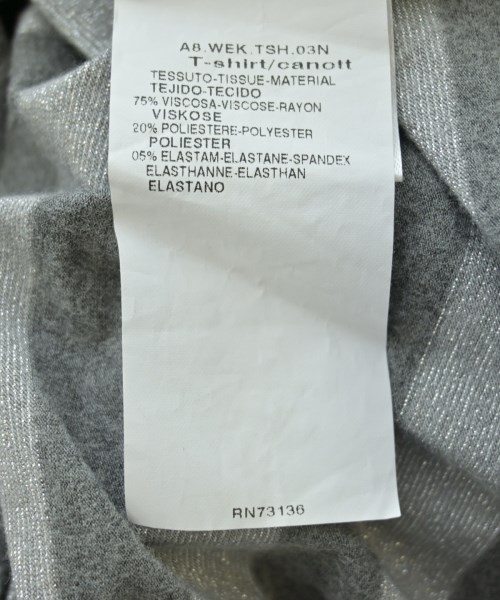 A8.WEK.TSH.03N
T-shirt/canott
TESSUTO-TISSUE-MATERIAL
TEJIDO-TECIDO
75% VISCOSA-VISCOSE-RAYON
VISKOSE
20% POLIESTERE-POLYESTER
POLIESTER
05% ELASTAM-ELASTANE-SPANDEX
ELASTHANNE-ELASTHAN
ELASTANO
RN73136